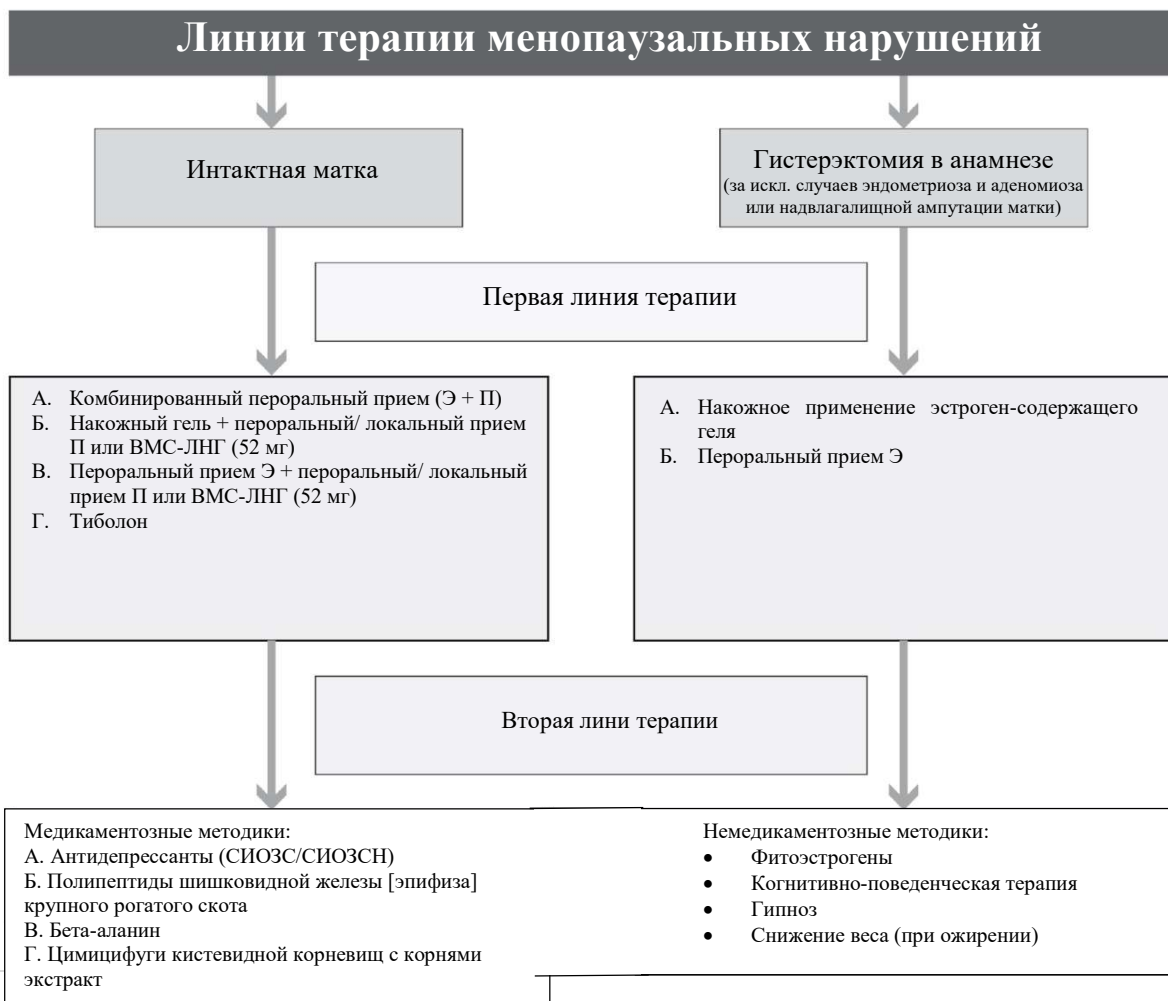 Линии терапии менопаузальных нарушений
Интактная матка
Гистерэктомия в анамнезе
(за искл. случаев эндометриоза и аденомиоза
или надвлагалищной ампутации матки)
Первая линия терапии
А. Комбинированный пероральный прием (Э + П)
Б. Накожный гель + пероральный/ локальный прием
П или ВМС-ЛНГ (52 мг)
В. Пероральный прием Э + пероральный/ локальный
прием П или ВМС-ЛНГ (52 мг)
Г. Тиболон
А. Накожное применение эстроген-содержащего
геля
Б. Пероральный прием Э
Вторая лини терапии
Медикаментозные методики:
А. Антидепрессанты (СИОЗС/СИОЗСН)
Б. Полипептиды шишковидной железы [эпифиза]
крупного рогатого скота
В. Бета-аланин
Г. Цимицифуги кистевидной корневищ с корнями
экстракт
Немедикаментозные методики:
• Фитоэстрогены
• Когнитивно-поведенческая терапия
• Гипноз
• Снижение веса (при ожирении)